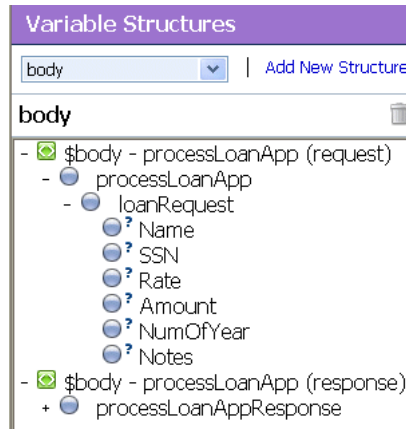 Variable Structures
body | Add New Structure
body
- $body - processLoanApp (request)
- processLoanApp
- loanRequest
? Name
? SSN
? Rate
? Amount
? NumOfYear
? Notes
- $body - processLoanApp (response)
+ processLoanAppResponse